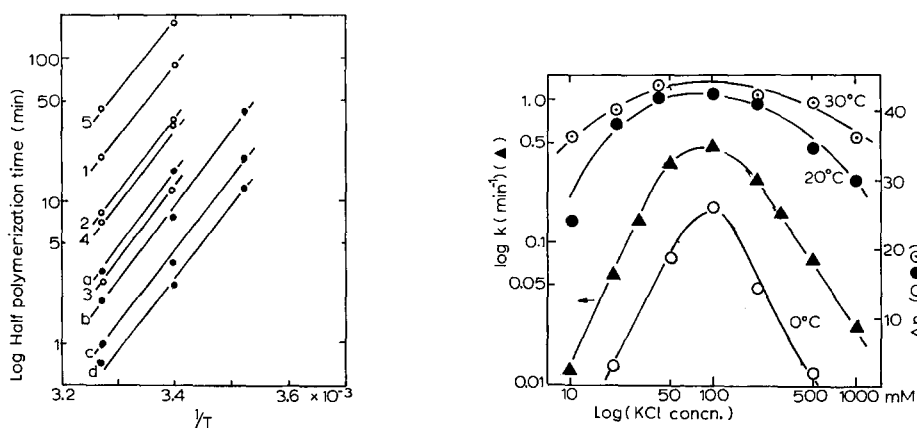 Log Half polymerization time (min)
100
50
10
5
1
5
1
2
4
a
3
b
c
d
3.2
3.4
3.6 × 10⁻³
1/T
log k (min⁻¹) (▲)
1.0
0.5
0.1
0.05
0.01
30°C
20°C
0°C
40
30
20
10
10
50
100
500
1000 mM
Log(KCl concn.)